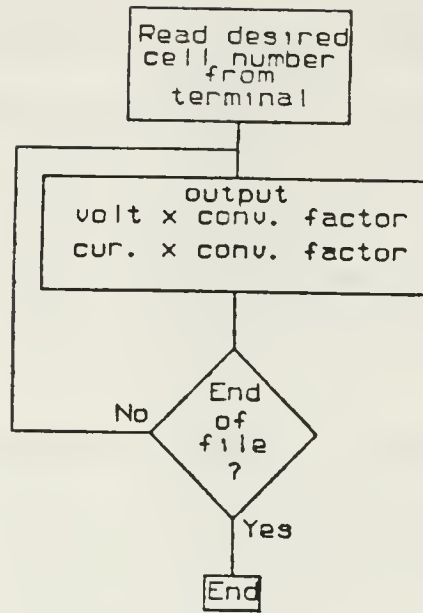 Read desired
cell number
from
terminal
output
volt x conv. factor
cur. x conv. factor
End
of
file
?
No
Yes
End